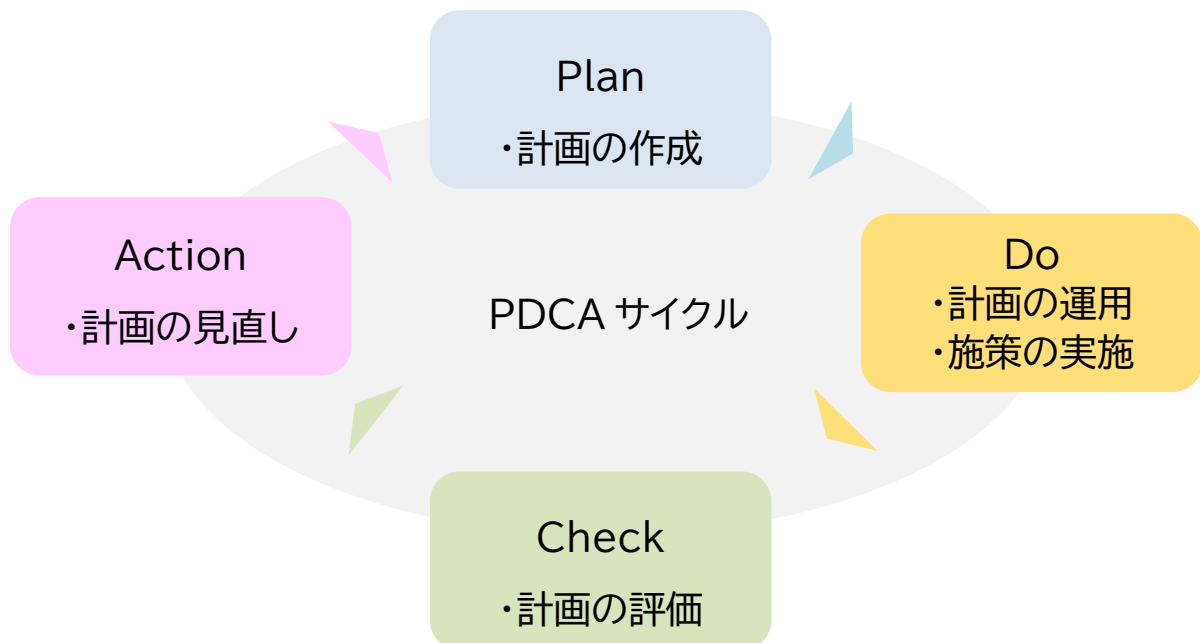 Plan
・計画の作成
Action
・計画の見直し
PDCA サイクル
Do
・計画の運用
・施策の実施
Check
・計画の評価